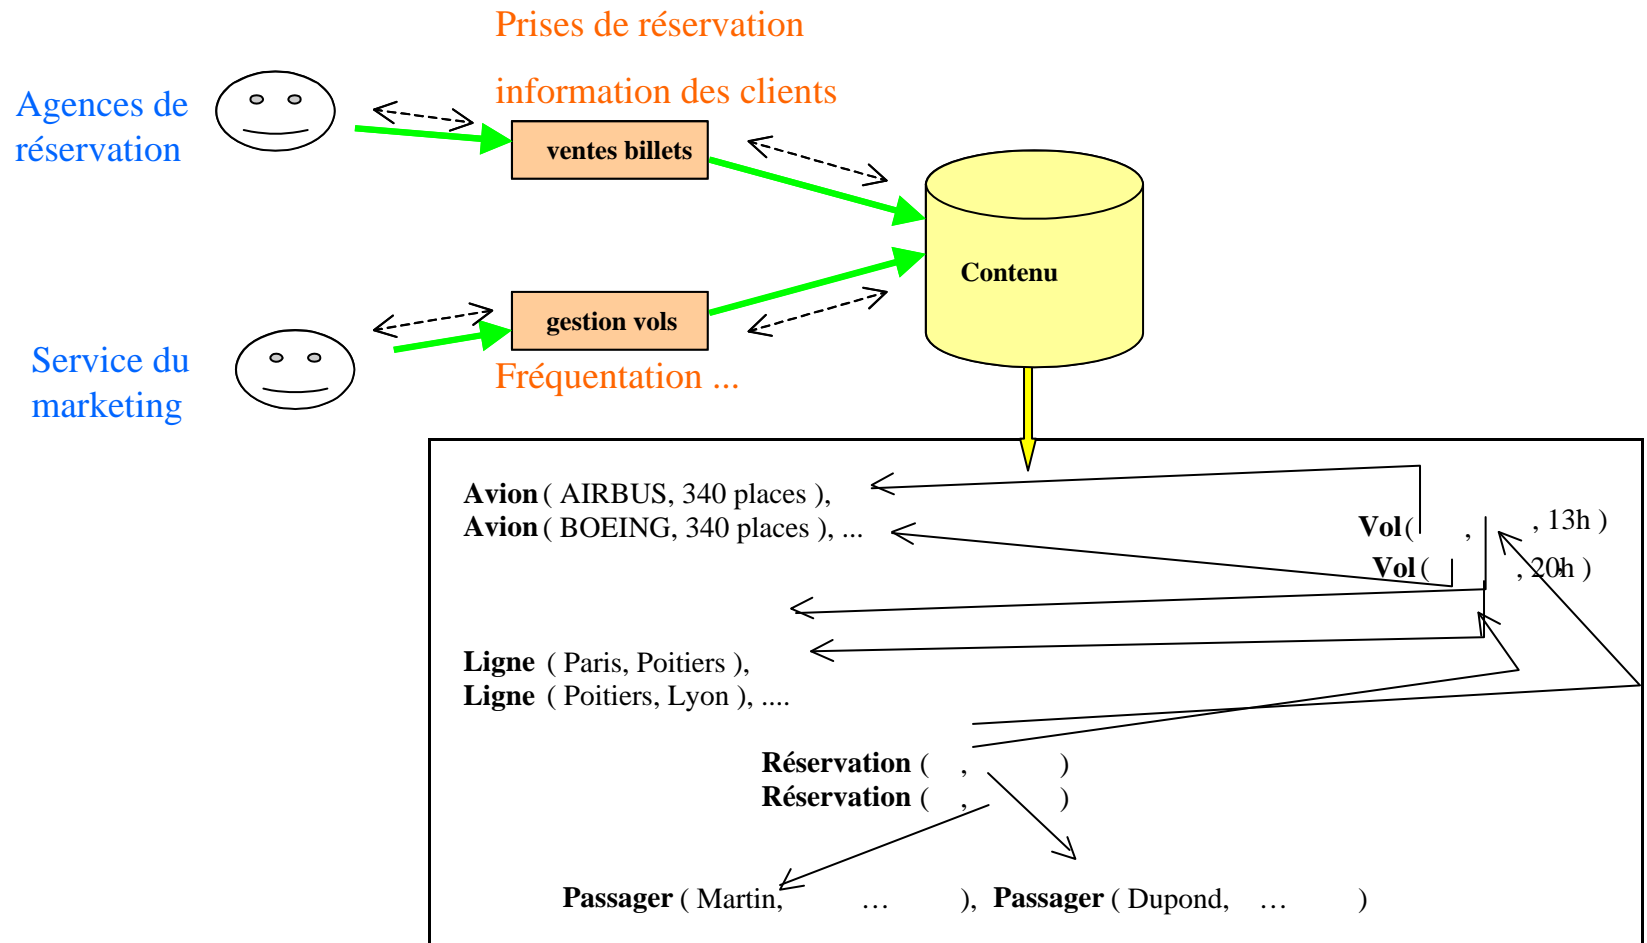 Prises de réservation
information des clients
Agences de
réservation
ventes billets
Contenu
gestion vols
Service du
marketing
Fréquentation ...
Avion ( AIRBUS, 340 places ),
Avion ( BOEING, 340 places ), ...
Vol ( , , 13h )
Vol ( , , 20h )
Ligne ( Paris, Poitiers ),
Ligne ( Poitiers, Lyon ), ....
Réservation ( , )
Réservation ( , )
Passager ( Martin, … ), Passager ( Dupond, … )